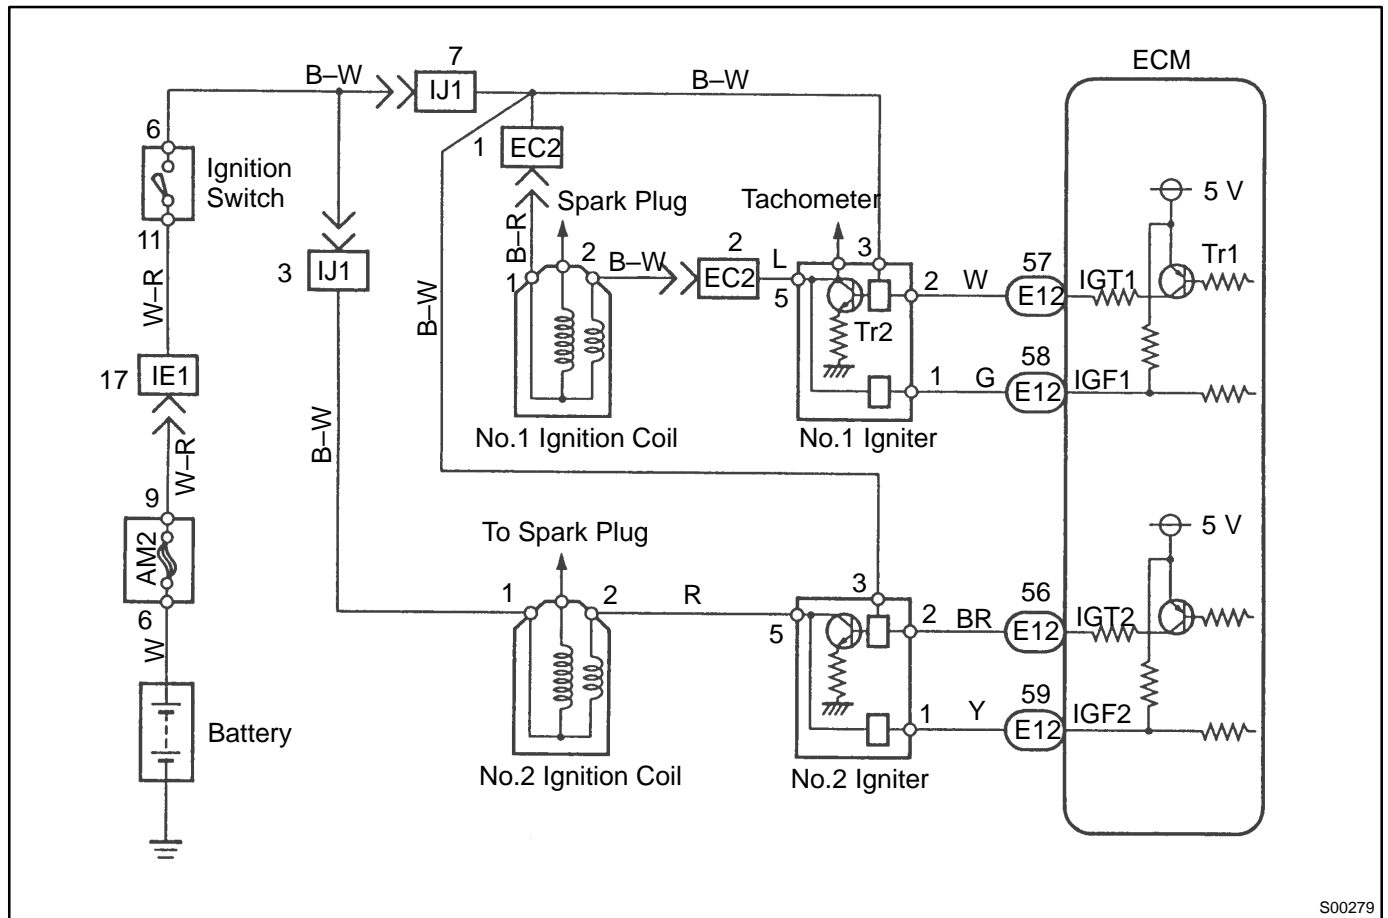 ECM
7
B–W
IJ1
B–W
6
1
EC2
Ignition
Switch
Spark Plug
Tachometer
5 V
11
B–R
2
B–W
2
L
3
Tr1
3
IJ1
1
EC2
5
2
W
57
E12
IGT1
W–R
B–W
Tr2
58
17
IE1
1
G
E12
IGF1
B–W
No.1 Ignition Coil
No.1 Igniter
W–R
9
To Spark Plug
5 V
AM2
1
2
R
3
56
6
5
2
BR
E12
IGT2
W
59
Battery
1
Y
E12
IGF2
No.2 Ignition Coil
No.2 Igniter
S00279